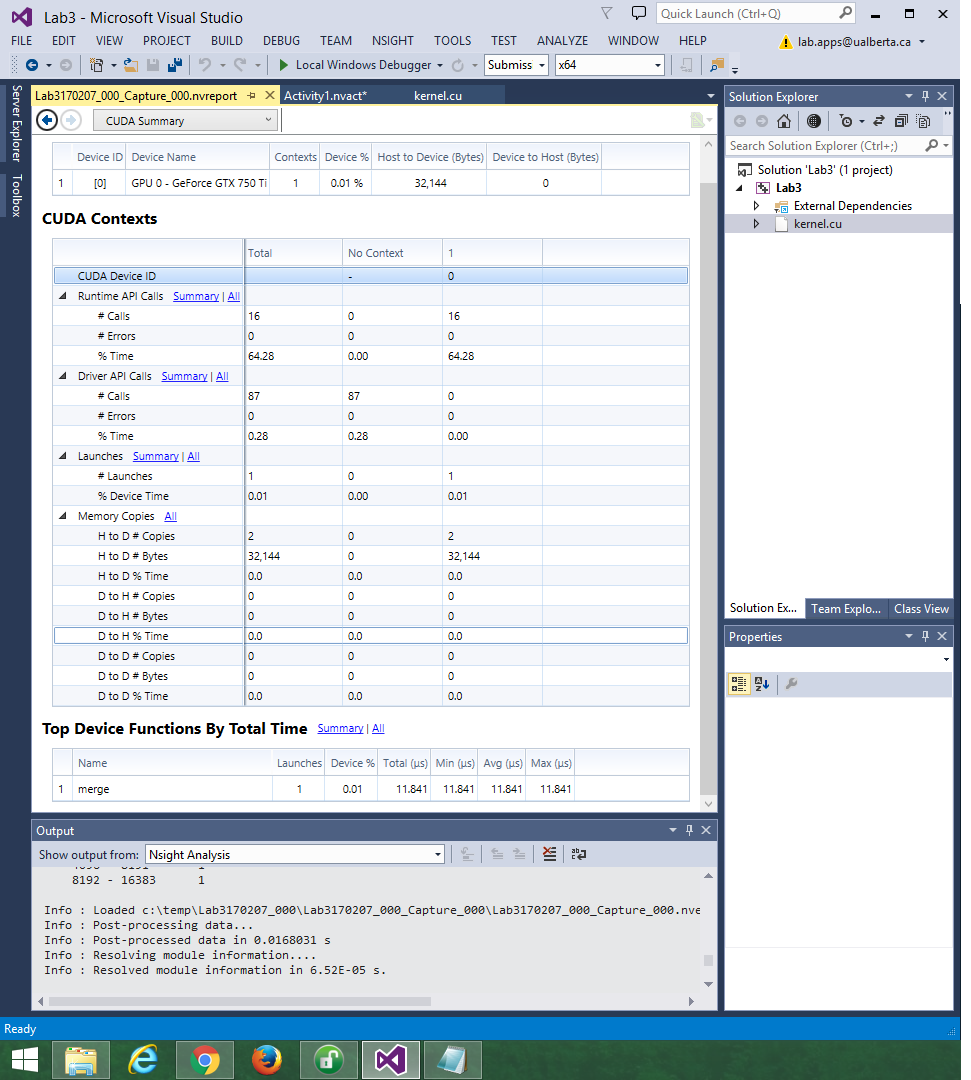 Lab3 - Microsoft Visual Studio
Quick Launch (Ctrl+Q)
FILE EDIT VIEW PROJECT BUILD DEBUG TEAM NSIGHT TOOLS TEST ANALYZE WINDOW HELP
lab.apps@ualberta.ca
Local Windows Debugger Submiss x64
Server Explorer
Toolbox
Lab3170207_000_Capture_000.nvreport Activity1.nvact* kernel.cu
CUDA Summary
Device ID Device Name Contexts Device % Host to Device (Bytes) Device to Host (Bytes)
1 [0] GPU 0 - GeForce GTX 750 Ti 1 0.01 % 32,144 0
CUDA Contexts
Total No Context 1
CUDA Device ID - 0
Runtime API Calls Summary | All
# Calls 16 0 16
# Errors 0 0 0
% Time 64.28 0.00 64.28
Driver API Calls Summary | All
# Calls 87 87 0
# Errors 0 0 0
% Time 0.28 0.28 0.00
Launches Summary | All
# Launches 1 0 1
% Device Time 0.01 0.00 0.01
Memory Copies All
H to D # Copies 2 0 2
H to D # Bytes 32,144 0 32,144
H to D % Time 0.0 0.0 0.0
D to H # Copies 0 0 0
D to H # Bytes 0 0 0
D to H % Time 0.0 0.0 0.0
D to D # Copies 0 0 0
D to D # Bytes 0 0 0
D to D % Time 0.0 0.0 0.0
Top Device Functions By Total Time Summary | All
Name Launches Device % Total (µs) Min (µs) Avg (µs) Max (µs)
1 merge 1 0.01 11.841 11.841 11.841 11.841
Solution Explorer
Search Solution Explorer (Ctrl+;)
Solution 'Lab3' (1 project)
Lab3
External Dependencies
kernel.cu
Solution Ex... Team Explo... Class View
Properties
Output
Show output from: Nsight Analysis
8192 - 16383 1
Info : Loaded c:\temp\Lab3170207_000\Lab3170207_000_Capture_000\Lab3170207_000_Capture_000.nve
Info : Post-processing data...
Info : Post-processed data in 0.0168031 s
Info : Resolving module information....
Info : Resolved module information in 6.52E-05 s.
Ready